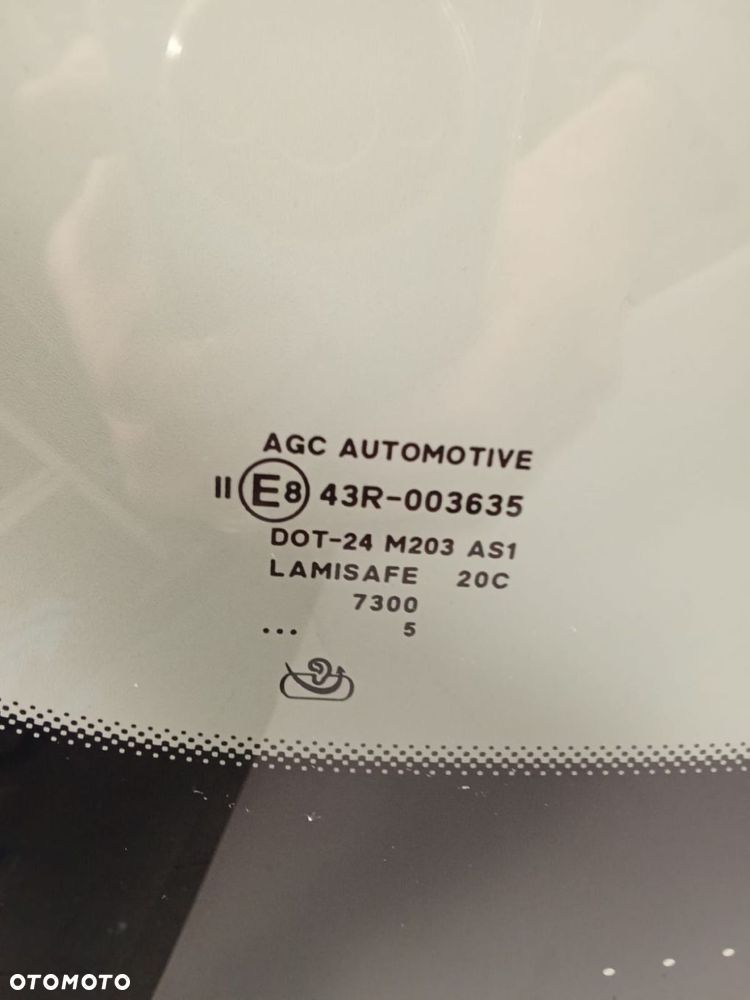 AGC AUTOMOTIVE
II E8 43R-003635
DOT-24 M203 AS1
LAMISAFE 20C
7300
... 5
OTOMOTO